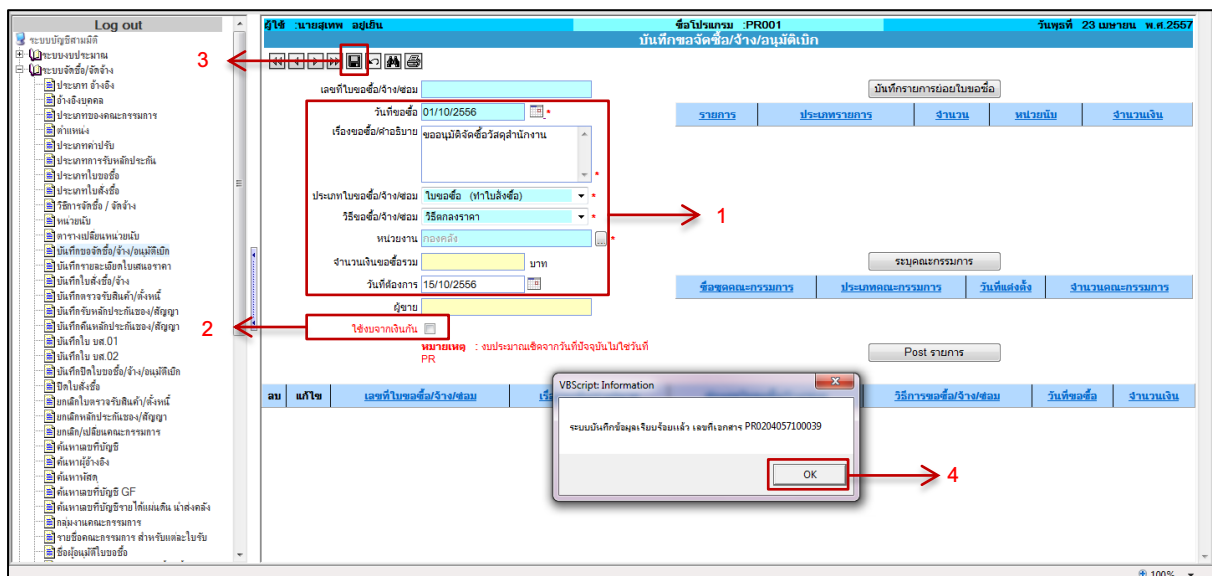 Log out
ระบบบัญชีสามมิติ
ระบบงบประมาณ
ระบบจัดซื้อ/จัดจ้าง
ประเภท อ้างอิง
อ้างอิงบุคคล
ประเภทของคณะกรรมการ
ตำแหน่ง
ประเภทค่าปรับ
ประเภทการรับหลักประกัน
ประเภทใบขอซื้อ
ประเภทใบสั่งซื้อ
วิธีการจัดซื้อ / จัดจ้าง
หน่วยนับ
ตารางเปลี่ยนหน่วยนับ
บันทึกขอจัดซื้อ/จ้าง/อนุมัติเบิก
บันทึกรายละเอียดใบเสนอราคา
บันทึกใบสั่งซื้อ/จ้าง
บันทึกตรวจรับสินค้า/ตั้งหนี้
บันทึกรับหลักประกันซอง/สัญญา
บันทึกคืนหลักประกันซอง/สัญญา
บันทึกใบ บส.01
บันทึกใบ บส.02
บันทึกปิดใบขอซื้อ/จ้าง/อนุมัติเบิก
ปิดใบสั่งซื้อ
ยกเลิกใบตรวจรับสินค้า/ตั้งหนี้
ยกเลิกหลักประกันซอง/สัญญา
ยกเลิก/เปลี่ยนคณะกรรมการ
ค้นหาเลขที่บัญชี
ค้นหาผู้อ้างอิง
ค้นหาพัสดุ
ค้นหาเลขที่บัญชี GF
ค้นหาเลขที่บัญชีรายได้แผ่นดิน นำส่งคลัง
กลุ่มงานคณะกรรมการ
รายชื่อคณะกรรมการ สำหรับแต่ละใบรับ
ชื่อผู้อนุมัติใบขอซื้อ
ผู้ใช้ :นายสุเทพ อยู่เย็น ชื่อโปรแกรม :PR001 วันพุธที่ 23 เมษายน พ.ศ.2557
บันทึกขอจัดซื้อ/จ้าง/อนุมัติเบิก
3
เลขที่ใบขอซื้อ/จ้าง/ซ่อม
บันทึกรายการย่อยใบขอซื้อ
วันที่ขอซื้อ 01/10/2556 *
รายการ ประเภทรายการ จำนวน หน่วยนับ จำนวนเงิน
เรื่องขอซื้อ/คำอธิบาย ขออนุมัติจัดซื้อวัสดุสำนักงาน *
ประเภทใบขอซื้อ/จ้าง/ซ่อม ใบขอซื้อ (ทำใบสั่งซื้อ) *
วิธีขอซื้อ/จ้าง/ซ่อม วิธีตกลงราคา *
1
หน่วยงาน กองคลัง ... *
จำนวนเงินขอซื้อรวม บาท
ระบุคณะกรรมการ
วันที่ต้องการ 15/10/2556
ชื่อชุดคณะกรรมการ ประเภทคณะกรรมการ วันที่แต่งตั้ง จำนวนคณะกรรมการ
ผู้ขาย
2
ใช้งบจากเงินกัน
หมายเหตุ : งบประมาณเช็คจากวันที่ปัจจุบันไม่ใช่วันที่
PR
Post รายการ
ลบ แก้ไข เลขที่ใบขอซื้อ/จ้าง/ซ่อม เรื่ วิธีการขอซื้อ/จ้าง/ซ่อม วันที่ขอซื้อ จำนวนเงิน
VBScript: Information
ระบบบันทึกข้อมูลเรียบร้อยแล้ว เลขที่เอกสาร PR0204057100039
OK
4
100%